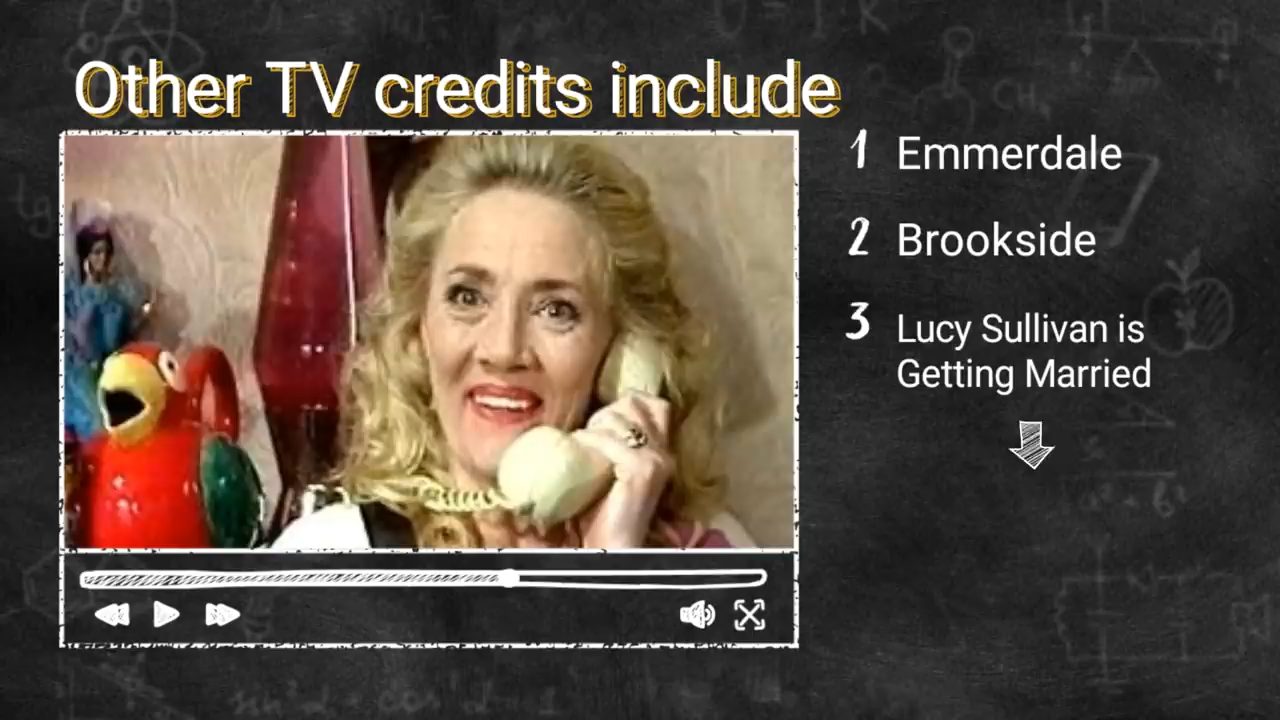 Other TV credits include
1 Emmerdale
2 Brookside
3 Lucy Sullivan is
Getting Married